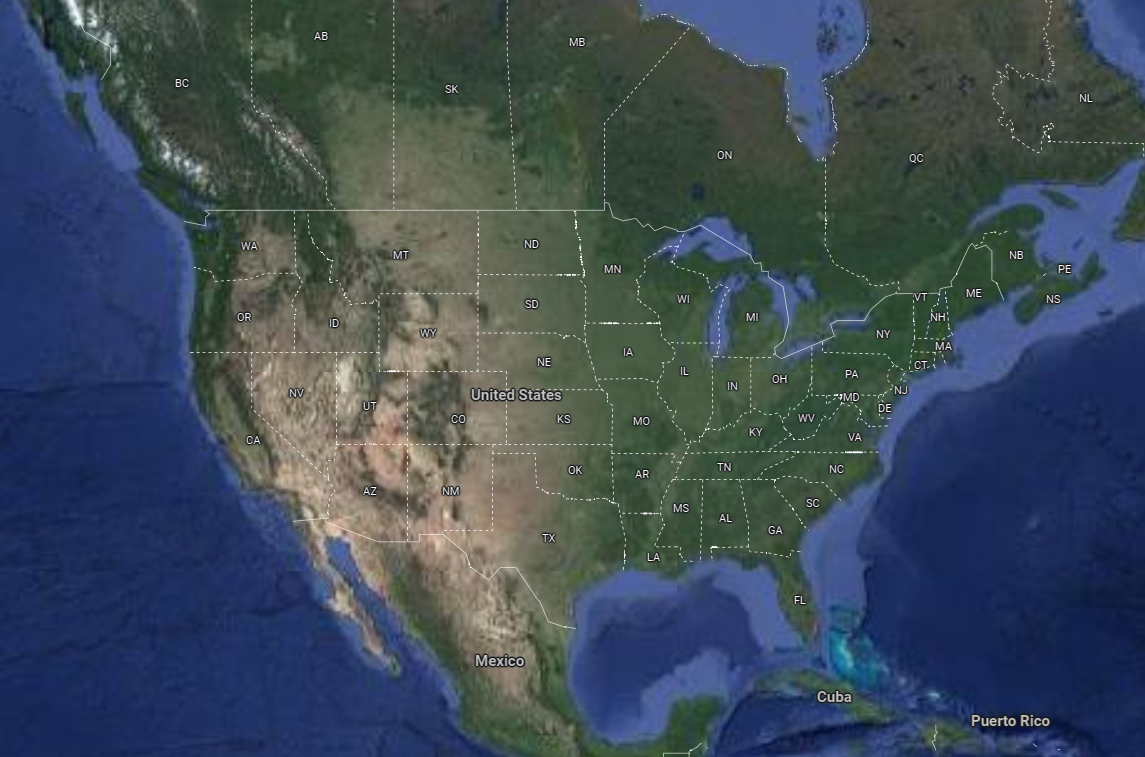 AB
MB
BC
SK
NL
ON
QC
WA
MT
ND
MN
NB
PE
OR
ID
SD
WI
MI
VT
ME
NS
NH
WY
NY
MA
NV
UT
NE
IA
IL
IN
OH
PA
CT
NJ
United States
MD
DE
CO
KS
MO
KY
WV
VA
CA
AZ
NM
OK
AR
TN
NC
MS
AL
SC
GA
TX
LA
FL
Mexico
Cuba
Puerto Rico